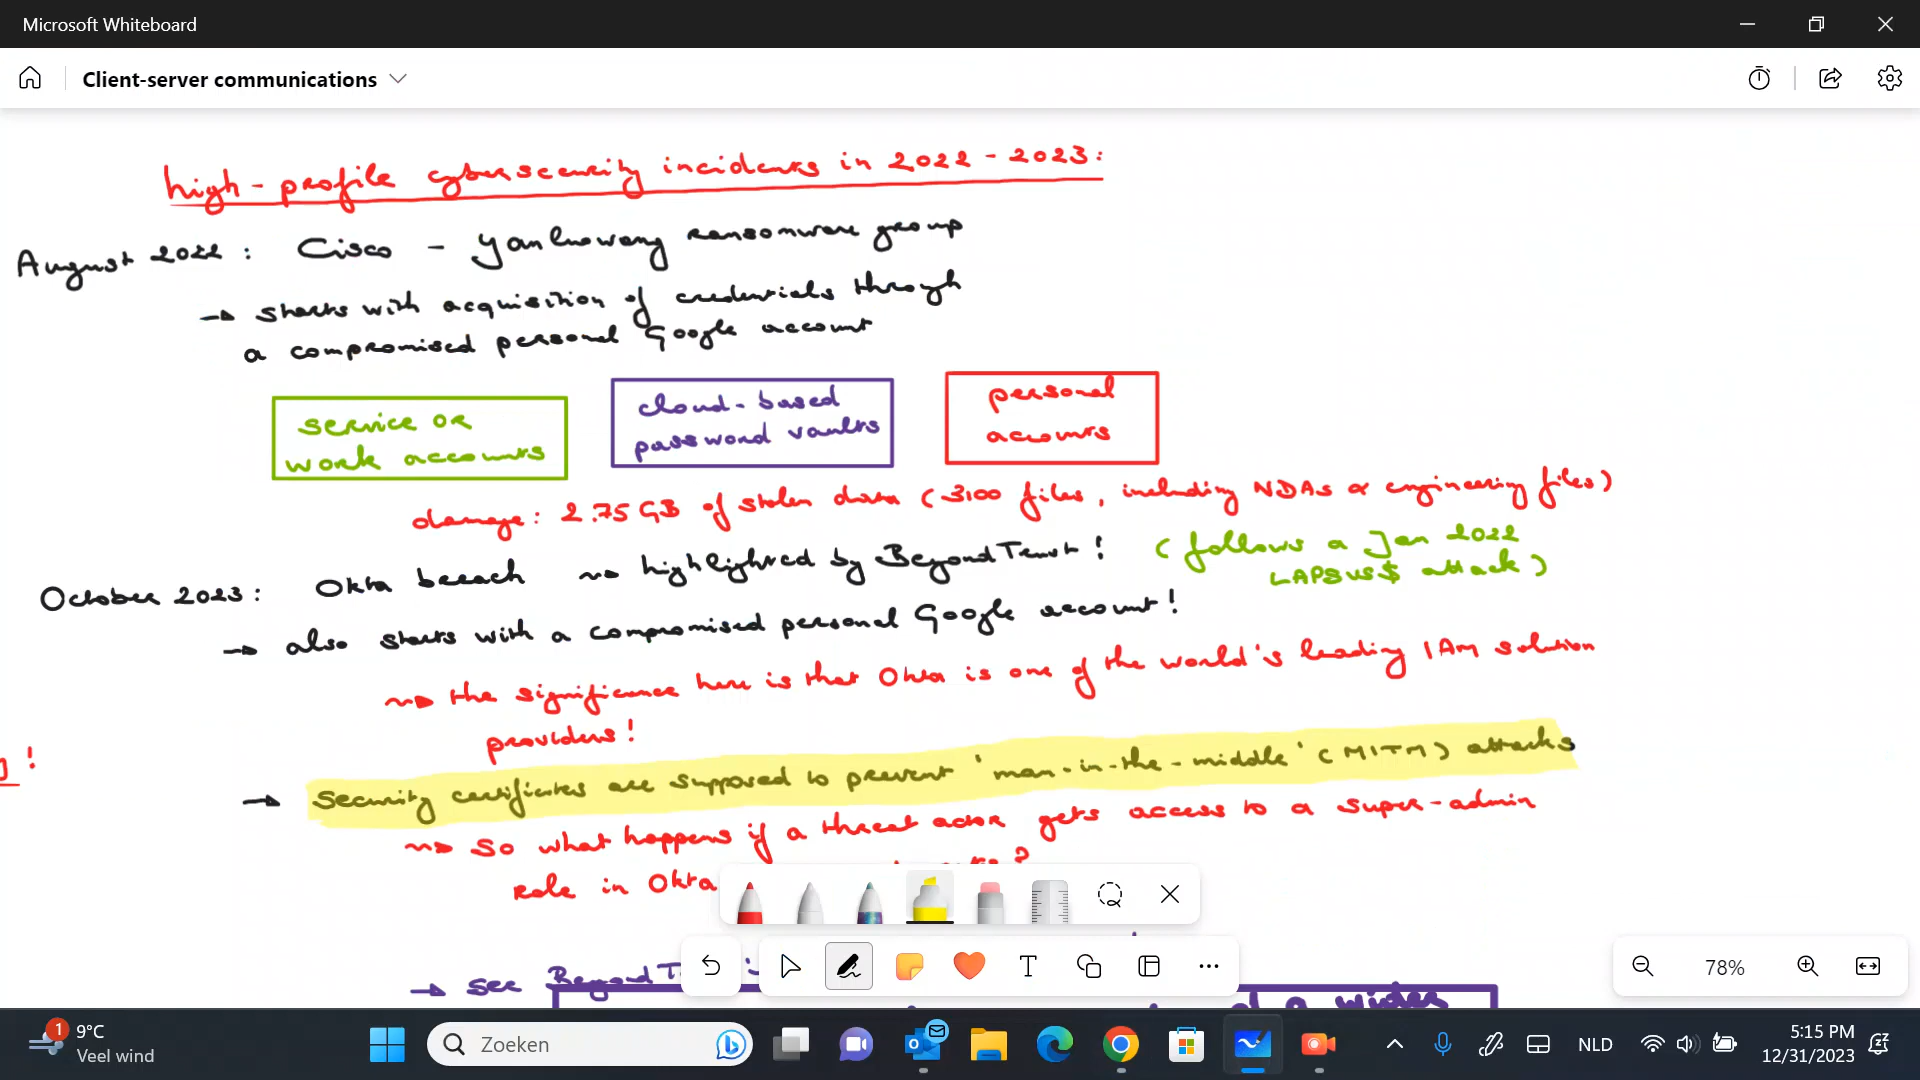 Microsoft Whiteboard
Client-server communications
high-profile cybersecurity incidents in 2022 - 2023:
August 2022 : Cisco - Yanluowang ransomware group
→ starts with acquisition of credentials through
a compromised personal Google account
service or
work accounts
cloud-based
password vaults
personal
accounts
damage: 2.75 GB of stolen data (3100 files, including NDAs & engineering files)
October 2023 : Okta breach ~> highlighted by BeyondTrust! (follows a Jan 2022
LAPSUS$ attack)
→ also starts with a compromised personal Google account!
~> the significance here is that Okta is one of the world's leading IAM solution
providers!
!
→ security certificates are supposed to prevent 'man-in-the-middle' (MITM) attacks
~> so what happens if a threat actor gets access to a super-admin
role in Okta
→ see BeyondT
a wider
78%
1
9°C
Veel wind
Zoeken
NLD
5:15 PM
12/31/2023